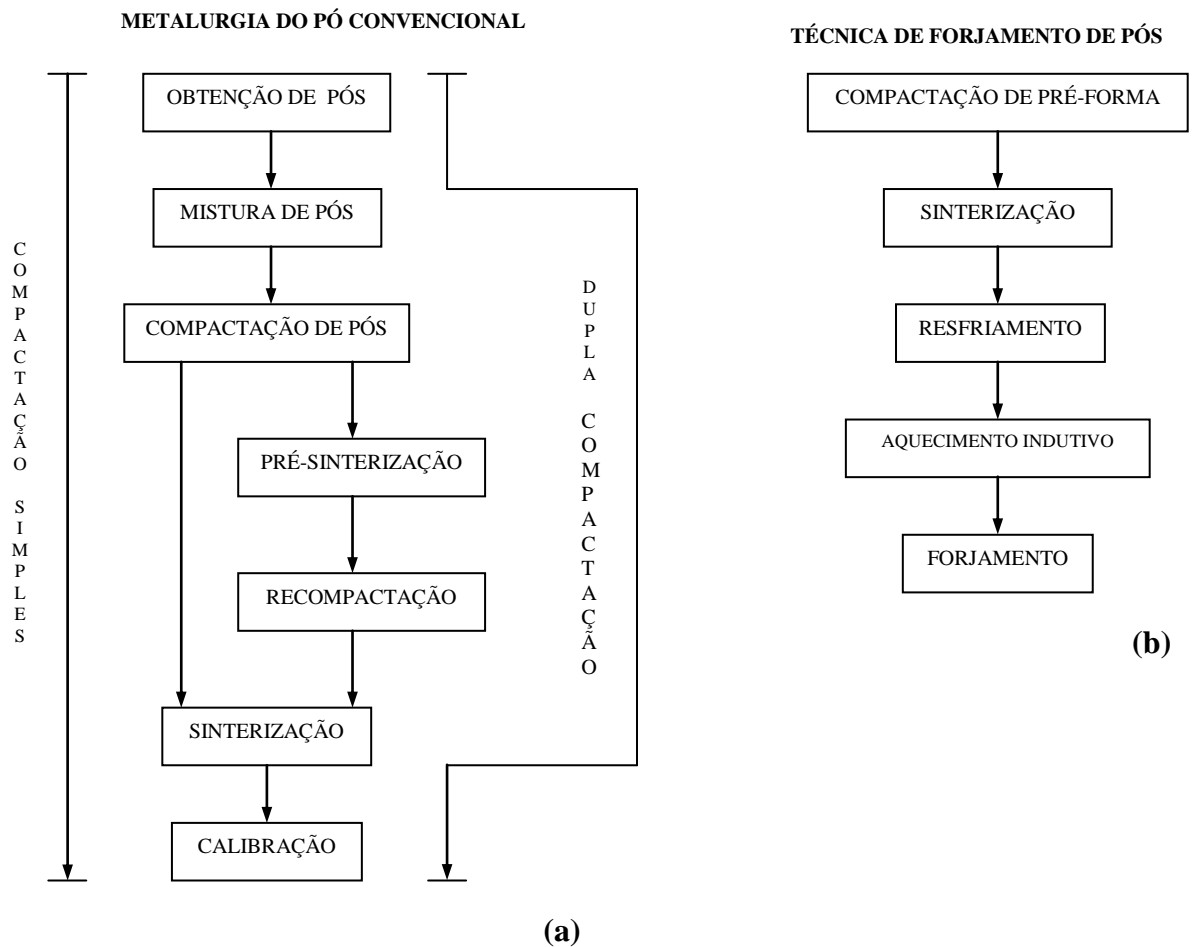 METALURGIA DO PÓ CONVENCIONAL
OBTENÇÃO DE PÓS
MISTURA DE PÓS
COMPACTAÇÃO DE PÓS
PRÉ-SINTERIZAÇÃO
RECOMPACTAÇÃO
SINTERIZAÇÃO
CALIBRAÇÃO
COMPACTAÇÃO SIMPLES
DUPLA COMPACTAÇÃO
(a)
TÉCNICA DE FORJAMENTO DE PÓS
COMPACTAÇÃO DE PRÉ-FORMA
SINTERIZAÇÃO
RESFRIAMENTO
AQUECIMENTO INDUTIVO
FORJAMENTO
(b)